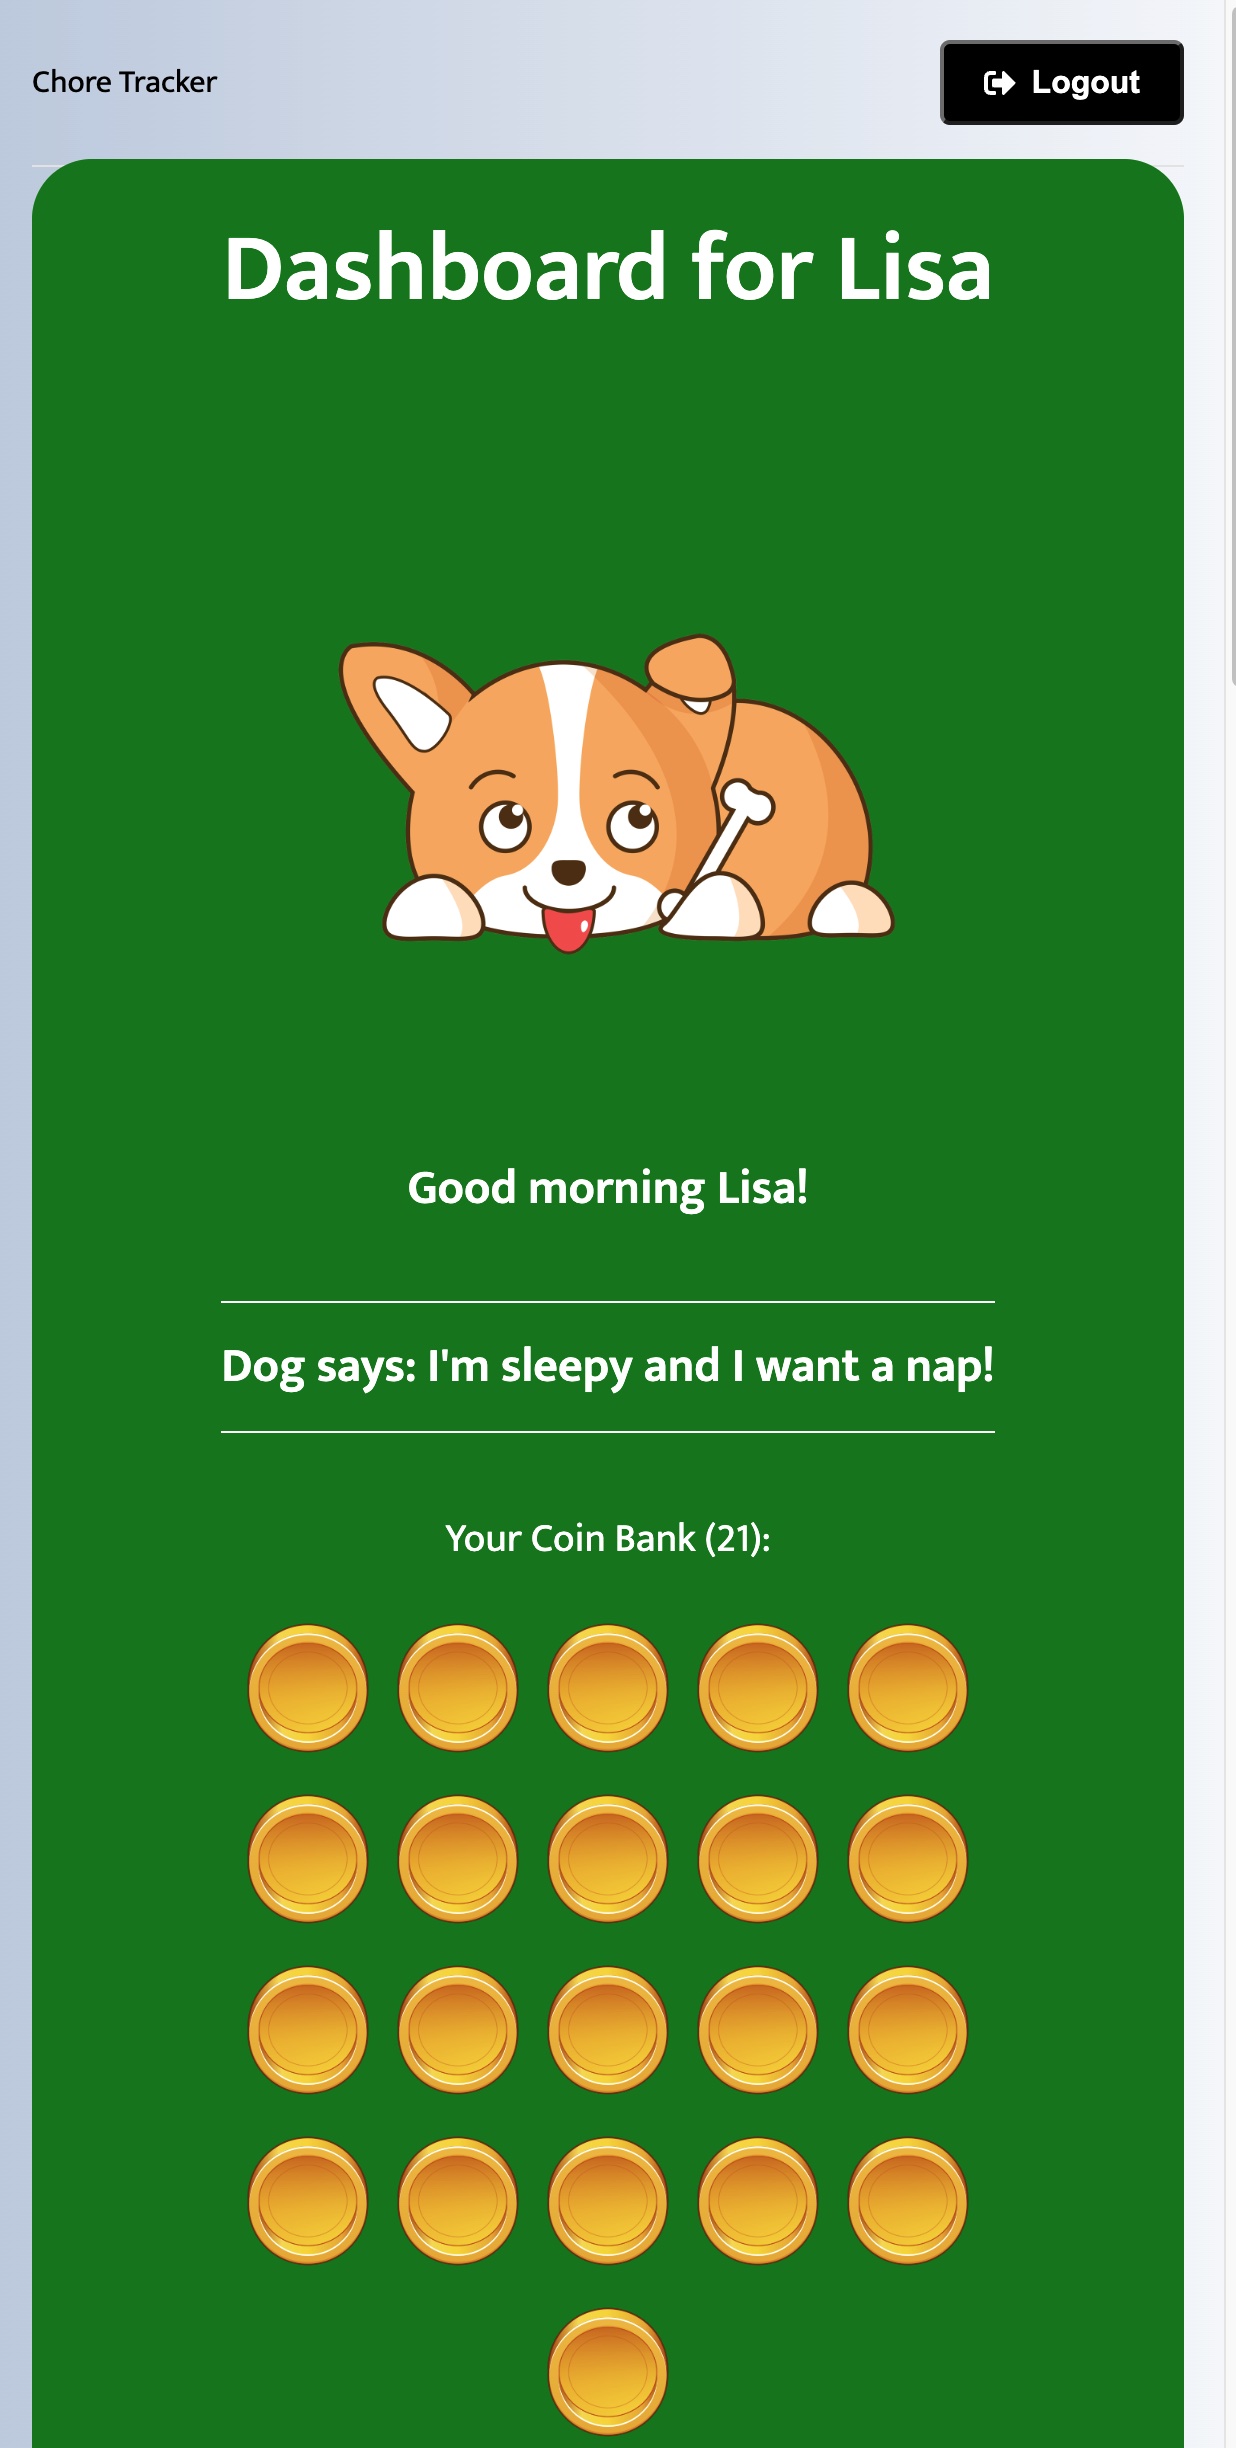 Chore Tracker
Logout
Dashboard for Lisa
Good morning Lisa!
Dog says: I'm sleepy and I want a nap!
Your Coin Bank (21):